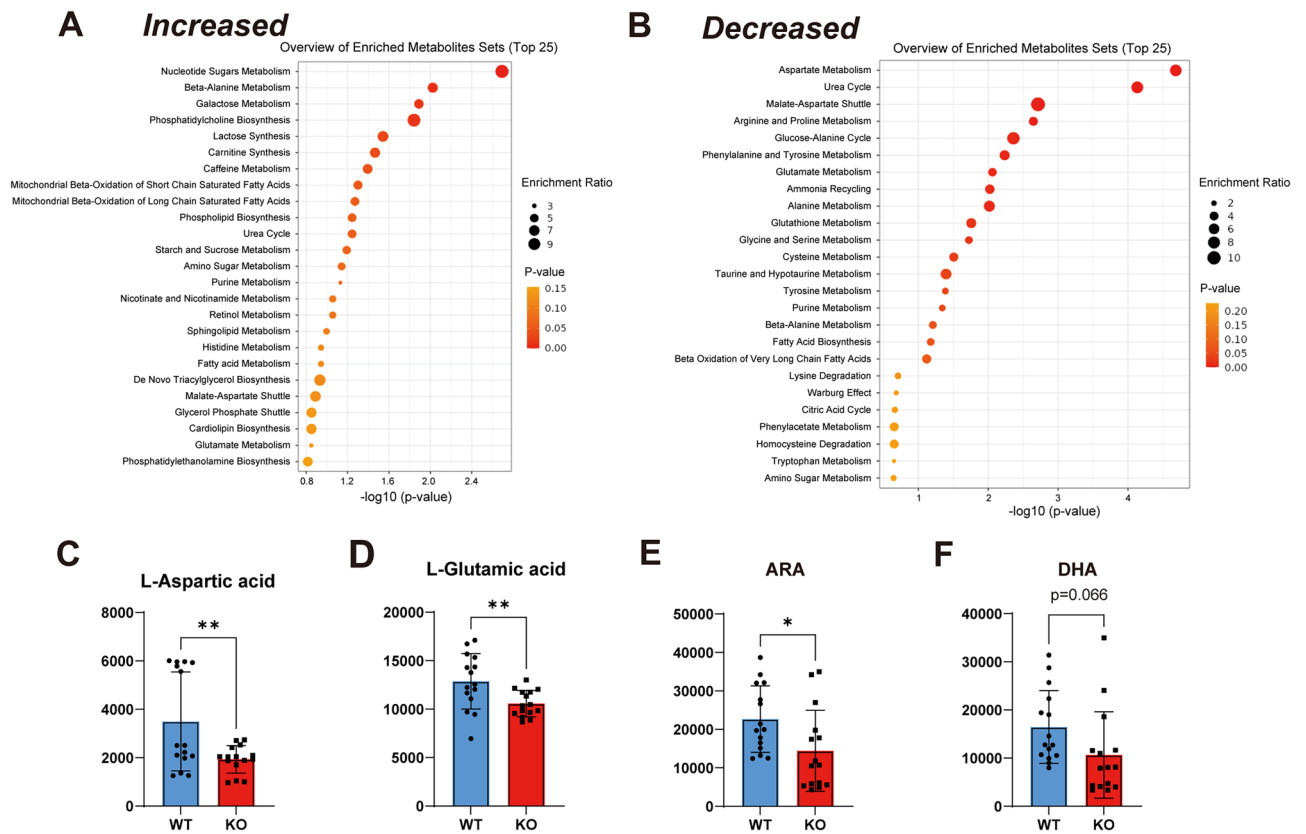 A
Increased
Overview of Enriched Metabolites Sets (Top 25)
Nucleotide Sugars Metabolism
Beta-Alanine Metabolism
Galactose Metabolism
Phosphatidylcholine Biosynthesis
Lactose Synthesis
Carnitine Synthesis
Caffeine Metabolism
Mitochondrial Beta-Oxidation of Short Chain Saturated Fatty Acids
Mitochondrial Beta-Oxidation of Long Chain Saturated Fatty Acids
Phospholipid Biosynthesis
Urea Cycle
Starch and Sucrose Metabolism
Amino Sugar Metabolism
Purine Metabolism
Nicotinate and Nicotinamide Metabolism
Retinol Metabolism
Sphingolipid Metabolism
Histidine Metabolism
Fatty acid Metabolism
De Novo Triacylglycerol Biosynthesis
Malate-Aspartate Shuttle
Glycerol Phosphate Shuttle
Cardiolipin Biosynthesis
Glutamate Metabolism
Phosphatidylethanolamine Biosynthesis
0.8 1.2 1.6 2.0 2.4
-log10 (p-value)
Enrichment Ratio
3
5
7
9
P-value
0.15
0.10
0.05
0.00
B
Decreased
Overview of Enriched Metabolites Sets (Top 25)
Aspartate Metabolism
Urea Cycle
Malate-Aspartate Shuttle
Arginine and Proline Metabolism
Glucose-Alanine Cycle
Phenylalanine and Tyrosine Metabolism
Glutamate Metabolism
Ammonia Recycling
Alanine Metabolism
Glutathione Metabolism
Glycine and Serine Metabolism
Cysteine Metabolism
Taurine and Hypotaurine Metabolism
Tyrosine Metabolism
Purine Metabolism
Beta-Alanine Metabolism
Fatty Acid Biosynthesis
Beta Oxidation of Very Long Chain Fatty Acids
Lysine Degradation
Warburg Effect
Citric Acid Cycle
Phenylacetate Metabolism
Homocysteine Degradation
Tryptophan Metabolism
Amino Sugar Metabolism
1 2 3 4
-log10 (p-value)
Enrichment Ratio
2
4
6
8
10
P-value
0.20
0.15
0.10
0.05
0.00
C
L-Aspartic acid
**
8000
6000
4000
2000
0
WT KO
D
L-Glutamic acid
**
20000
15000
10000
5000
0
WT KO
E
ARA
*
50000
40000
30000
20000
10000
0
WT KO
F
DHA
p=0.066
40000
30000
20000
10000
0
WT KO